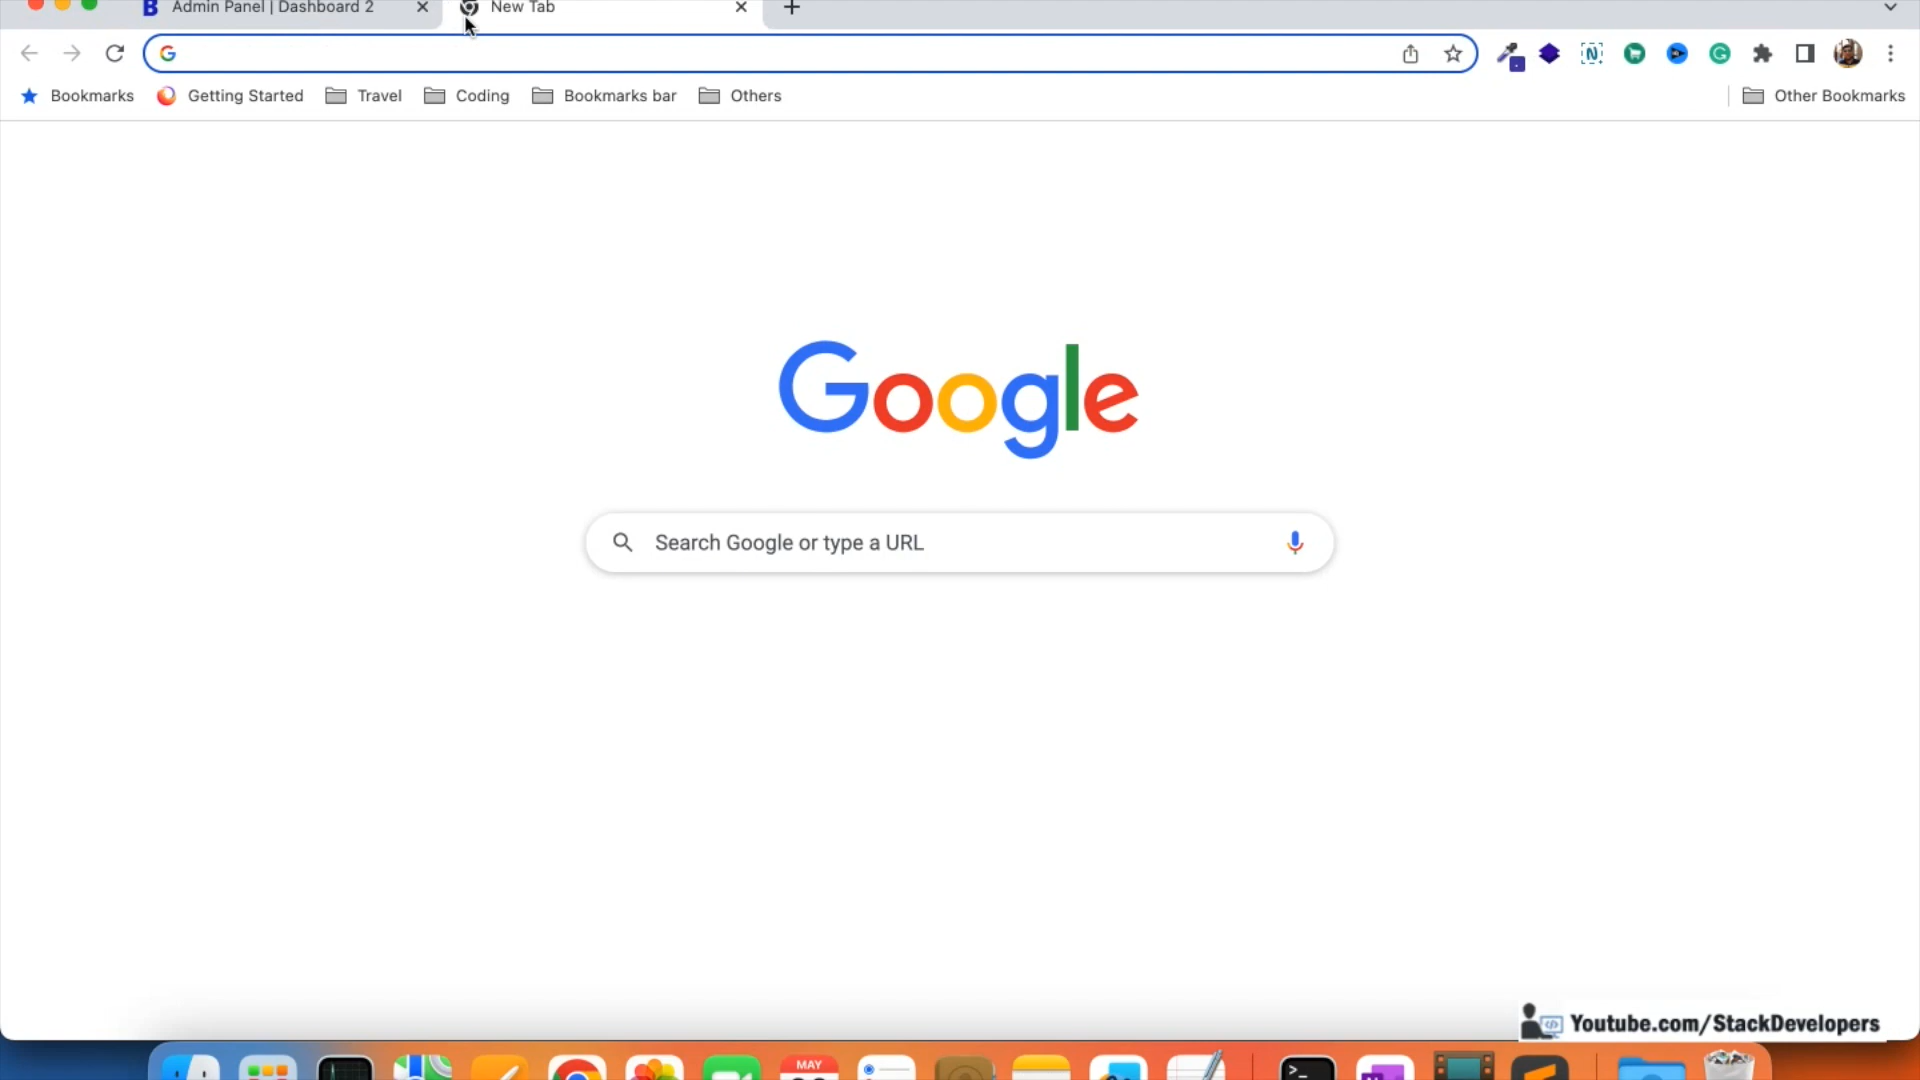 Admin Panel | Dashboard 2
New Tab
Bookmarks
Getting Started
Travel
Coding
Bookmarks bar
Others
Other Bookmarks
Google
Search Google or type a URL
Youtube.com/StackDevelopers
MAY